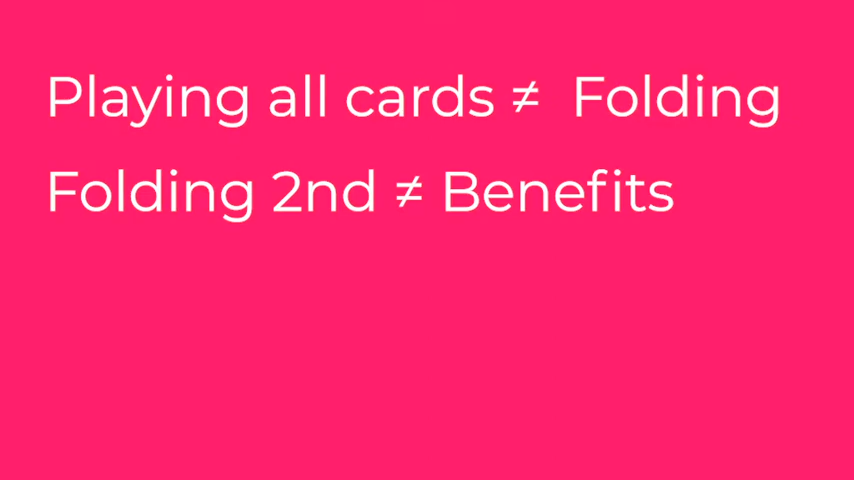 Playing all cards ≠ Folding
Folding 2nd ≠ Benefits